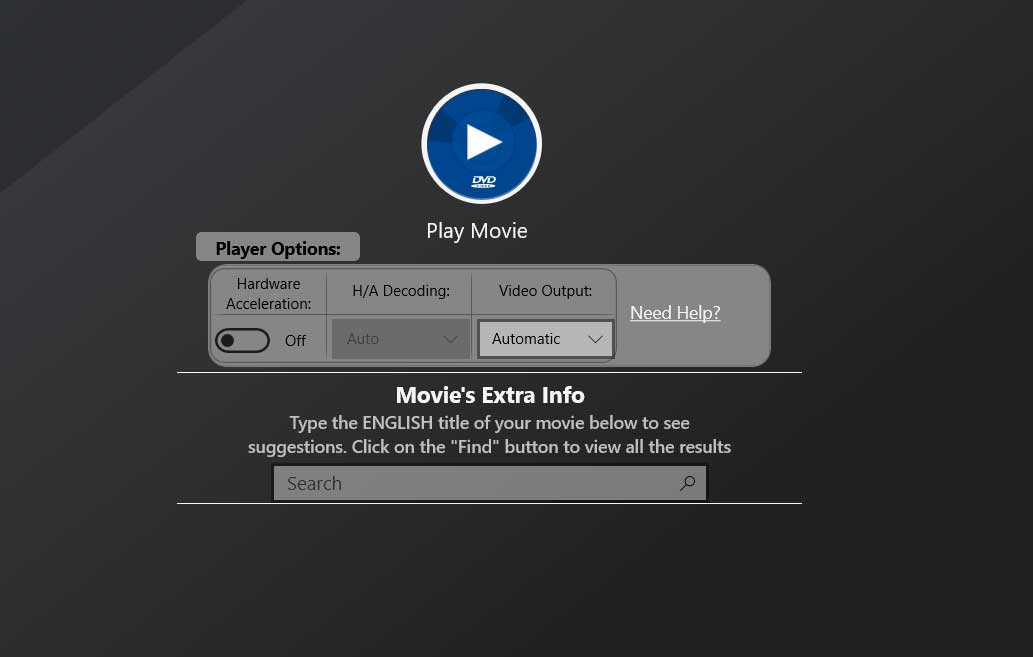 DVD
VIDEO
Play Movie
Player Options:
Hardware
Acceleration:
H/A Decoding:
Video Output:
Need Help?
Off
Auto
Automatic
Movie's Extra Info
Type the ENGLISH title of your movie below to see
suggestions. Click on the "Find" button to view all the results
Search